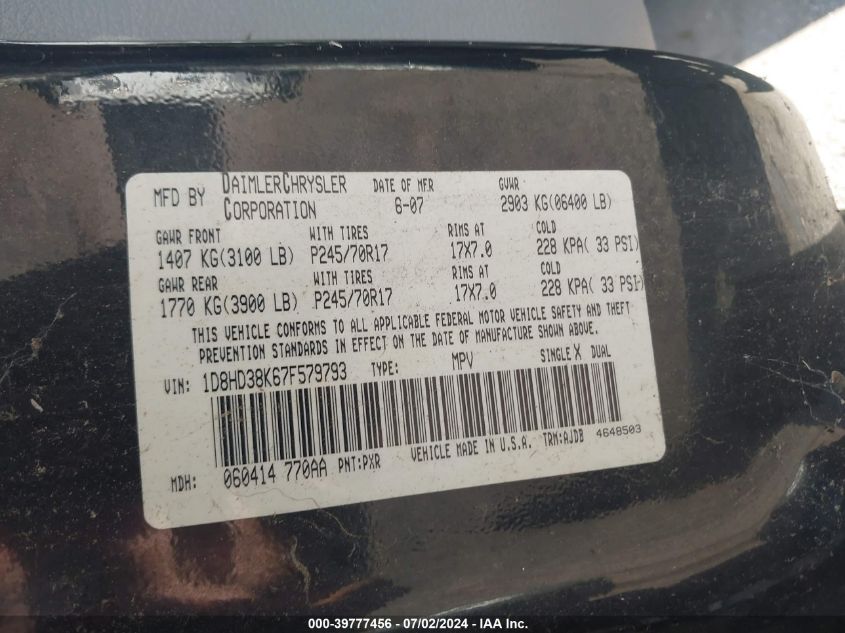 MFD BY DAIMLERCHRYSLER CORPORATION DATE OF MFR 6-07 GVWR 2903 KG(06400 LB)
GAWR FRONT WITH TIRES RIMS AT COLD
1407 KG(3100 LB) P245/70R17 17X7.0 228 KPA( 33 PSI)
GAWR REAR WITH TIRES RIMS AT COLD
1770 KG(3900 LB) P245/70R17 17X7.0 228 KPA( 33 PSI)
THIS VEHICLE CONFORMS TO ALL APPLICABLE FEDERAL MOTOR VEHICLE SAFETY AND THEFT
PREVENTION STANDARDS IN EFFECT ON THE DATE OF MANUFACTURE SHOWN ABOVE.
VIN: 1D8HD38K67F579793 TYPE: MPV SINGLE X DUAL
MDH: 060414 770AA PNT:PXR VEHICLE MADE IN U.S.A. TRM:AJDB 4648503
000-39777456 - 07/02/2024 - IAAI.com.